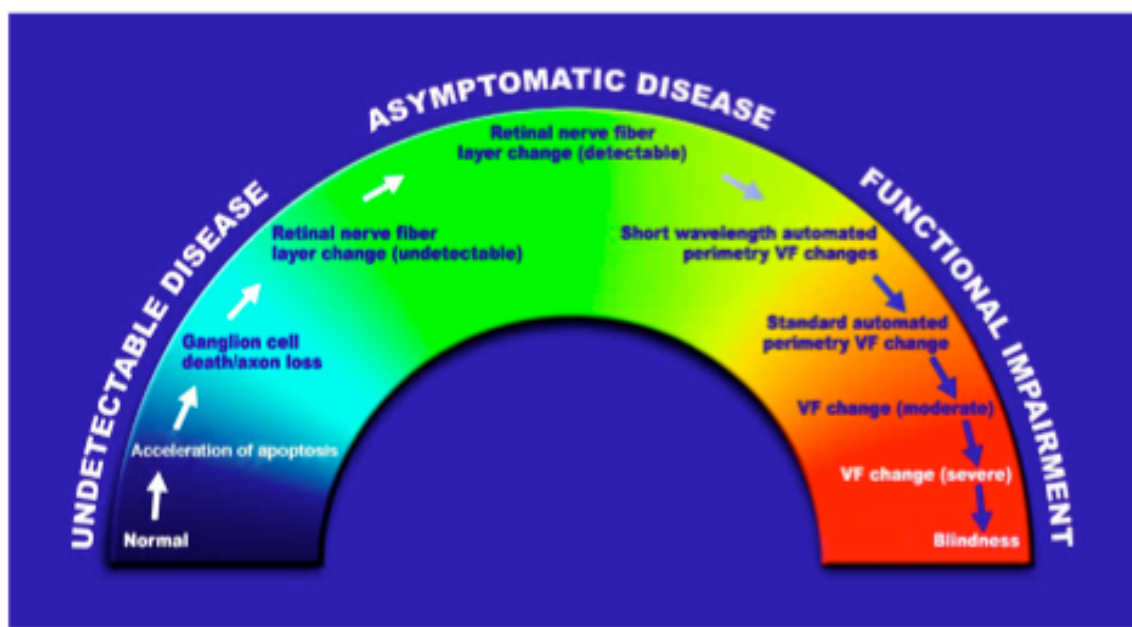 UNDETECTABLE DISEASE
ASYMPTOMATIC DISEASE
FUNCTIONAL IMPAIRMENT
Normal
Acceleration of apoptosis
Ganglion cell
death/axon loss
Retinal nerve fiber
layer change (undetectable)
Retinal nerve fiber
layer change (detectable)
Short wavelength automated
perimetry VF changes
Standard automated
perimetry VF change
VF change (moderate)
VF change (severe)
Blindness